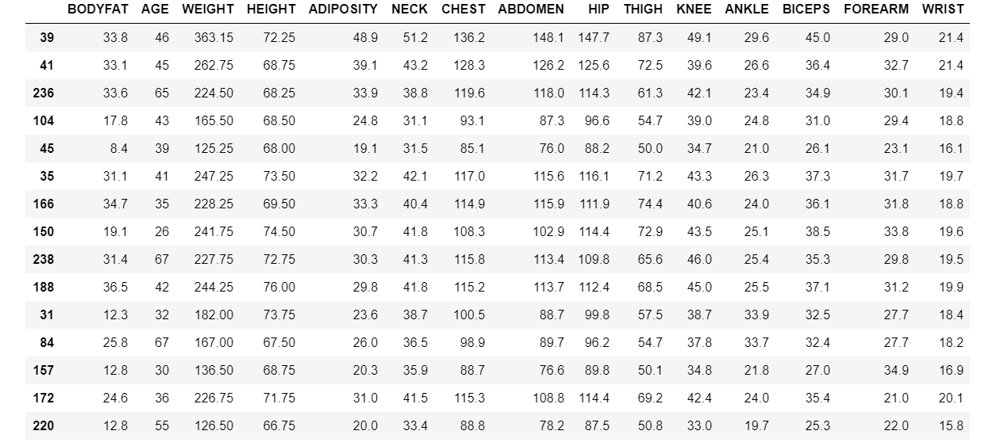 BODYFAT AGE WEIGHT HEIGHT ADIPOSITY NECK CHEST ABDOMEN HIP THIGH KNEE ANKLE BICEPS FOREARM WRIST
39 33.8 46 363.15 72.25 48.9 51.2 136.2 148.1 147.7 87.3 49.1 29.6 45.0 29.0 21.4
41 33.1 45 262.75 68.75 39.1 43.2 128.3 126.2 125.6 72.5 39.6 26.6 36.4 32.7 21.4
236 33.6 65 224.50 68.25 33.9 38.8 119.6 118.0 114.3 61.3 42.1 23.4 34.9 30.1 19.4
104 17.8 43 165.50 68.50 24.8 31.1 93.1 87.3 96.6 54.7 39.0 24.8 31.0 29.4 18.8
45 8.4 39 125.25 68.00 19.1 31.5 85.1 76.0 88.2 50.0 34.7 21.0 26.1 23.1 16.1
35 31.1 41 247.25 73.50 32.2 42.1 117.0 115.6 116.1 71.2 43.3 26.3 37.3 31.7 19.7
166 34.7 35 228.25 69.50 33.3 40.4 114.9 115.9 111.9 74.4 40.6 24.0 36.1 31.8 18.8
150 19.1 26 241.75 74.50 30.7 41.8 108.3 102.9 114.4 72.9 43.5 25.1 38.5 33.8 19.6
238 31.4 67 227.75 72.75 30.3 41.3 115.8 113.4 109.8 65.6 46.0 25.4 35.3 29.8 19.5
188 36.5 42 244.25 76.00 29.8 41.8 115.2 113.7 112.4 68.5 45.0 25.5 37.1 31.2 19.9
31 12.3 32 182.00 73.75 23.6 38.7 100.5 88.7 99.8 57.5 38.7 33.9 32.5 27.7 18.4
84 25.8 67 167.00 67.50 26.0 36.5 98.9 89.7 96.2 54.7 37.8 33.7 32.4 27.7 18.2
157 12.8 30 136.50 68.75 20.3 35.9 88.7 76.6 89.8 50.1 34.8 21.8 27.0 34.9 16.9
172 24.6 36 226.75 71.75 31.0 41.5 115.3 108.8 114.4 69.2 42.4 24.0 35.4 21.0 20.1
220 12.8 55 126.50 66.75 20.0 33.4 88.8 78.2 87.5 50.8 33.0 19.7 25.3 22.0 15.8